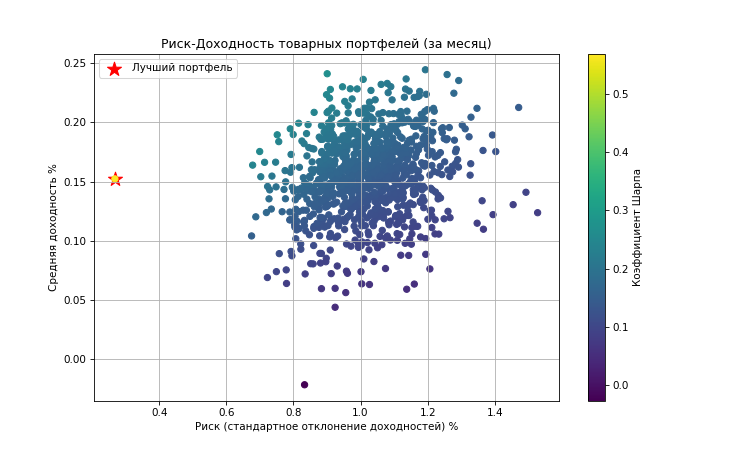 Риск-Доходность товарных портфелей (за месяц)
Лучший портфель
Средняя доходность %
0.25
0.20
0.15
0.10
0.05
0.00
0.4 0.6 0.8 1.0 1.2 1.4
Риск (стандартное отклонение доходностей) %
0.5
0.4
0.3
0.2
0.1
0.0
Коэффициент Шарпа